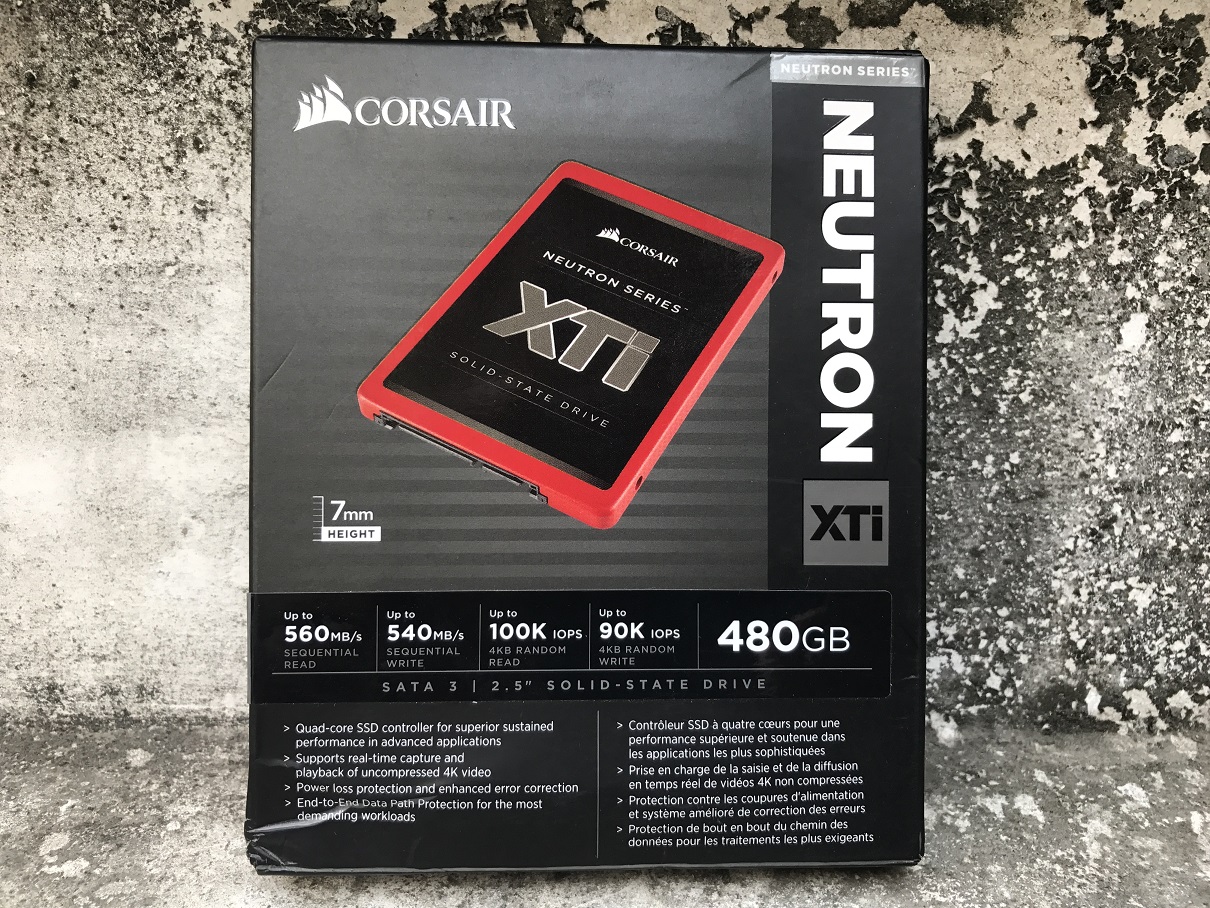 NEUTRON SERIES™
CORSAIR
NEUTRON
XTi
CORSAIR
NEUTRON SERIES™
XTi
SOLID-STATE DRIVE
7mm
HEIGHT
Up to
560MB/s
SEQUENTIAL
READ
Up to
540MB/s
SEQUENTIAL
WRITE
Up to
100K IOPS
4KB RANDOM
READ
Up to
90K IOPS
4KB RANDOM
WRITE
480GB
SATA 3 | 2.5" SOLID-STATE DRIVE
> Quad-core SSD controller for superior sustained
performance in advanced applications
> Supports real-time capture and
playback of uncompressed 4K video
> Power loss protection and enhanced error correction
> End-to-End Data Path Protection for the most
demanding workloads
> Contrôleur SSD à quatre cœurs pour une
performance supérieure et soutenue dans
les applications les plus sophistiquées
> Prise en charge de la saisie et de la diffusion
en temps réel de vidéos 4K non compressées
> Protection contre les coupures d'alimentation
et système amélioré de correction des erreurs
> Protection de bout en bout du chemin des
données pour les traitements les plus exigeants